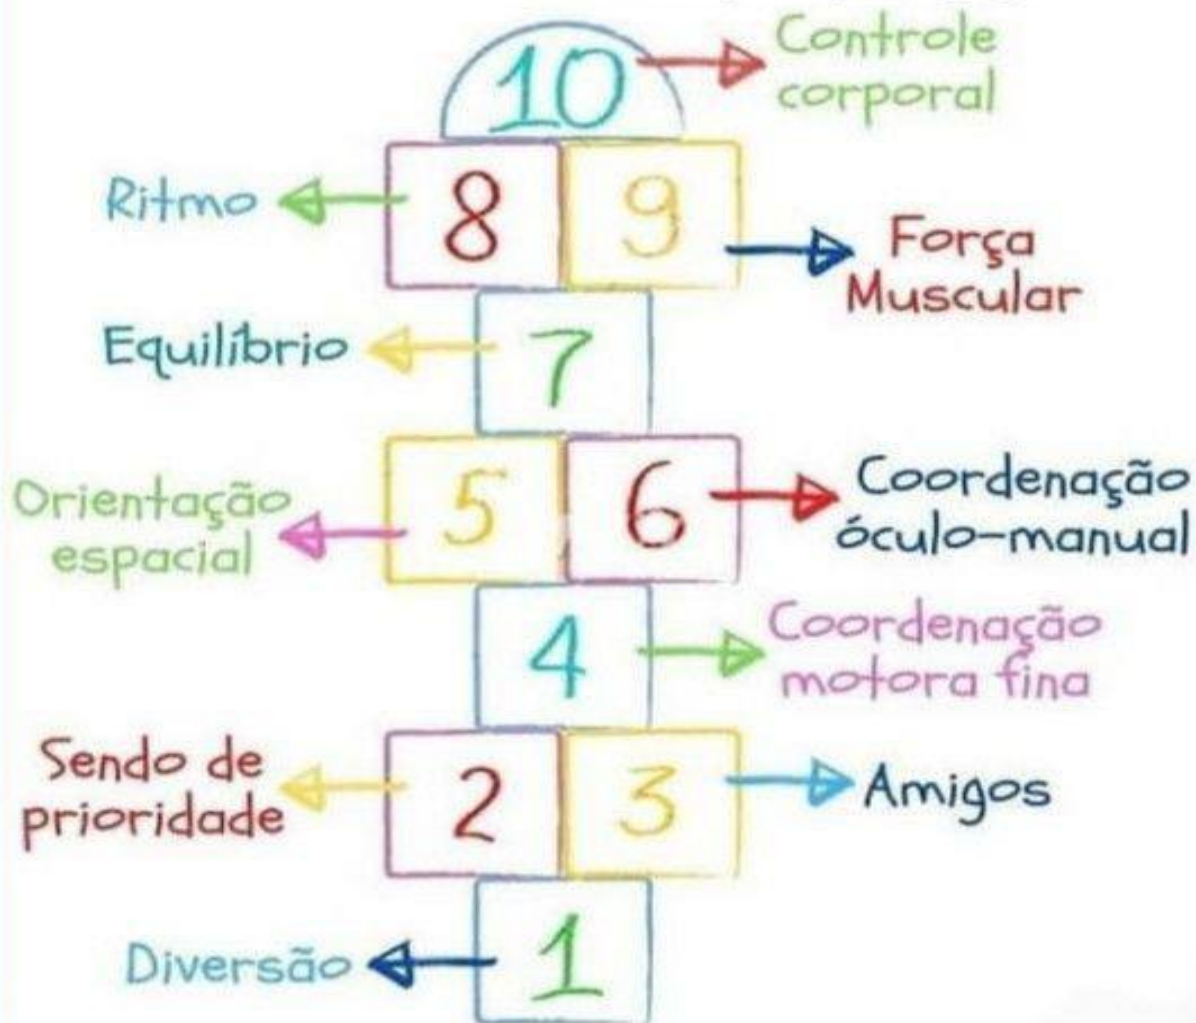 10
Controle
corporal
Ritmo
8
9
Força
Muscular
Equilíbrio
7
Orientação
espacial
5
6
Coordenação
óculo-manual
4
Coordenação
motora fina
Sendo de
prioridade
2
3
Amigos
Diversão
1